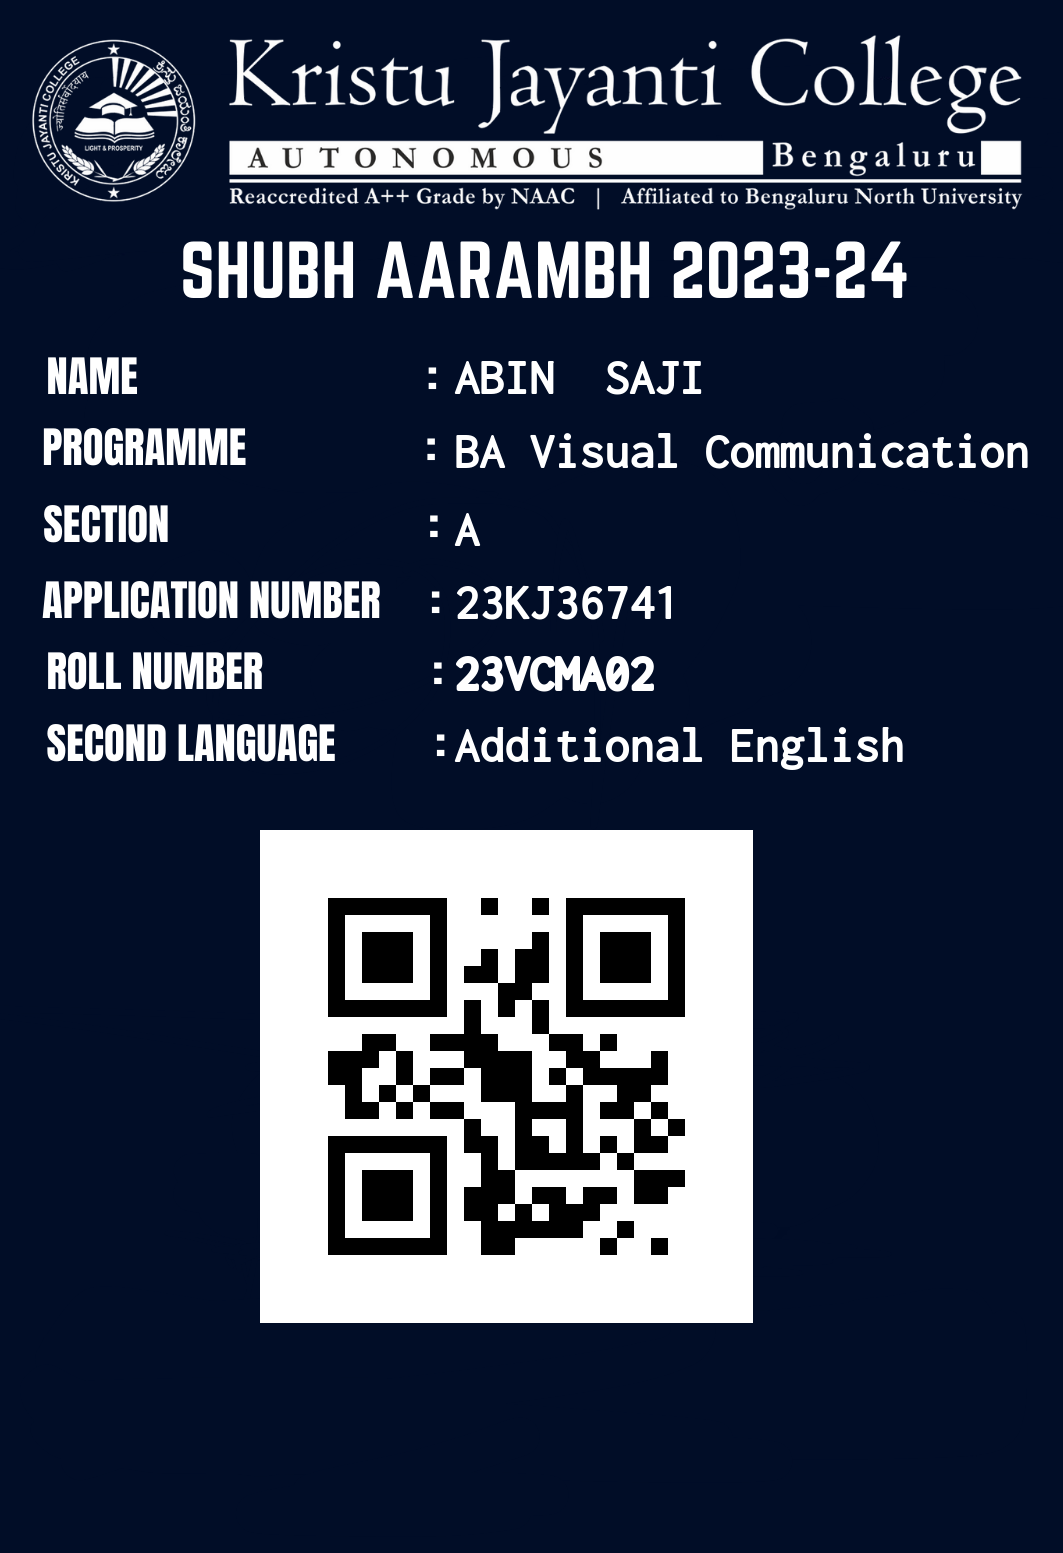 Kristu Jayanti College
AUTONOMOUS Bengaluru
Reaccredited A++ Grade by NAAC | Affiliated to Bengaluru North University
KRISTU JAYANTI COLLEGE
LIGHT & PROSPERITY
SHUBH AARAMBH 2023-24
NAME : ABIN SAJI
PROGRAMME : BA Visual Communication
SECTION : A
APPLICATION NUMBER : 23KJ36741
ROLL NUMBER : 23VCMA02
SECOND LANGUAGE : Additional English